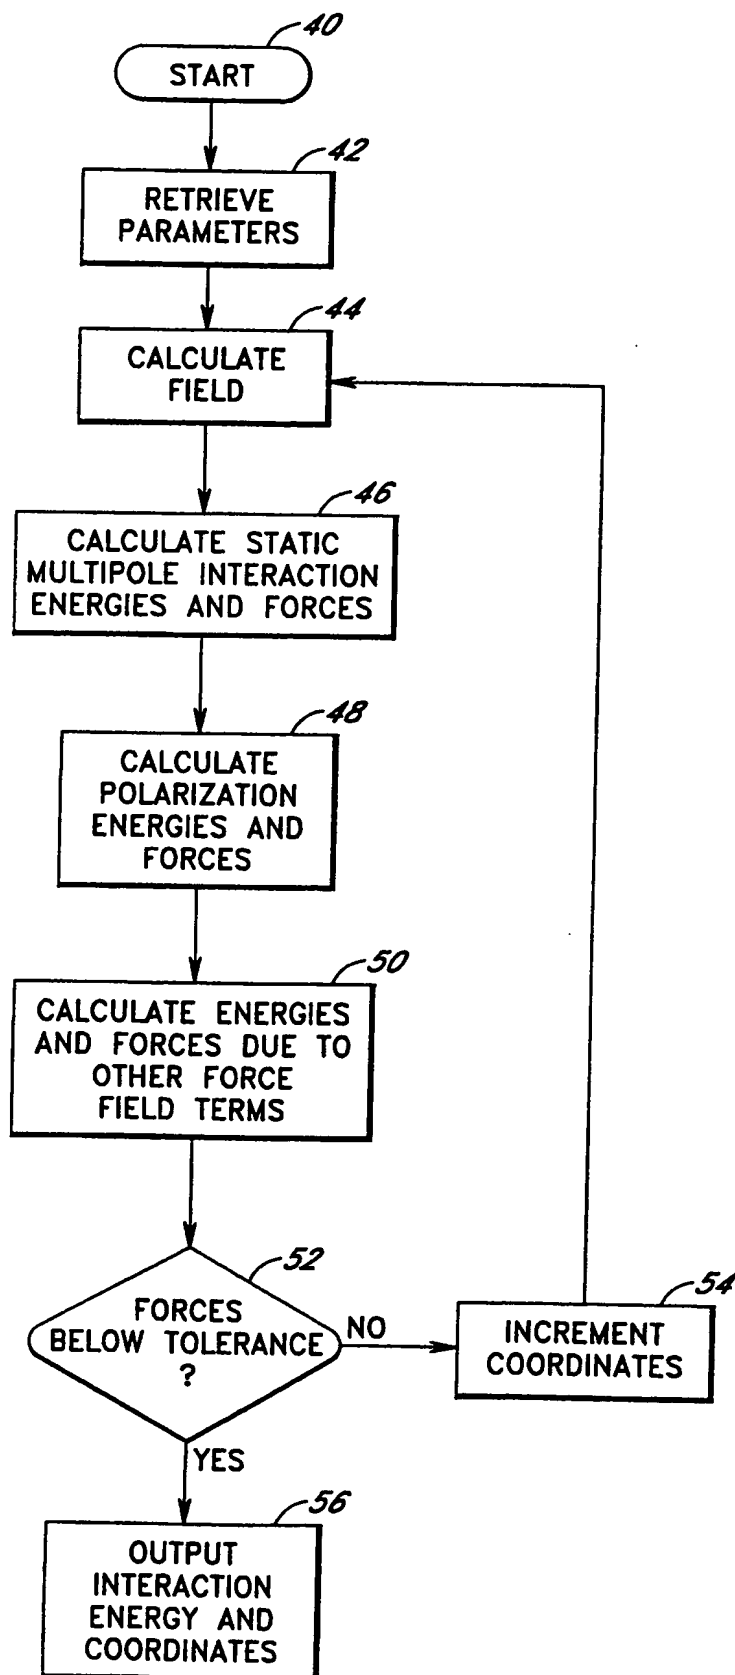 40
START
42
RETRIEVE
PARAMETERS
44
CALCULATE
FIELD
46
CALCULATE STATIC
MULTIPOLE INTERACTION
ENERGIES AND FORCES
48
CALCULATE
POLARIZATION
ENERGIES AND
FORCES
50
CALCULATE ENERGIES
AND FORCES DUE TO
OTHER FORCE
FIELD TERMS
52
FORCES
BELOW TOLERANCE
?
NO
54
INCREMENT
COORDINATES
YES
56
OUTPUT
INTERACTION
ENERGY AND
COORDINATES